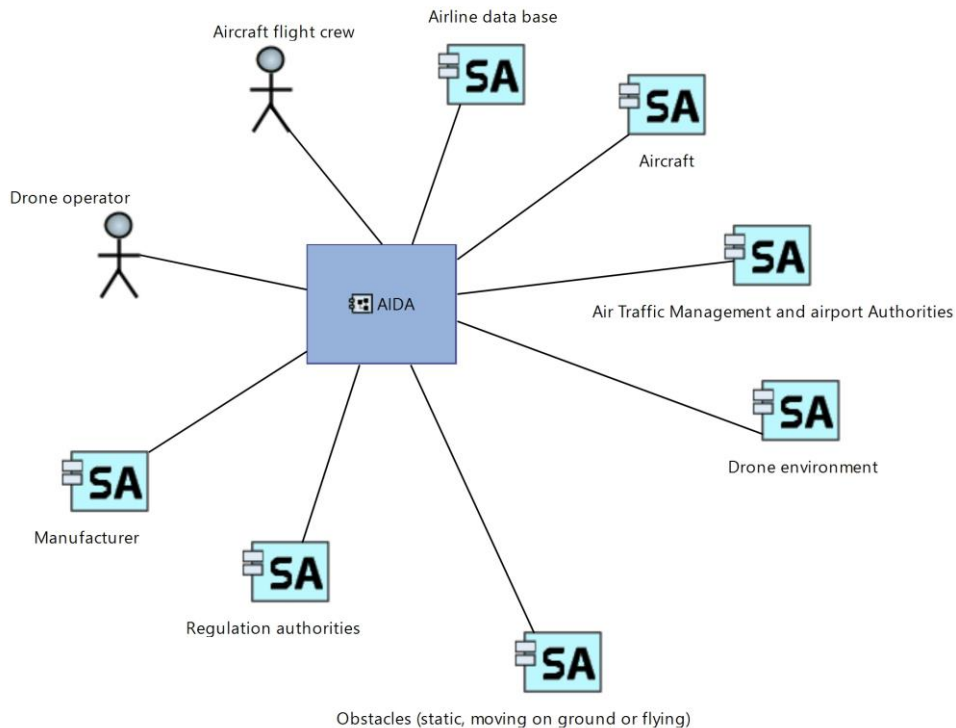 Airline data base
Aircraft flight crew
SA
SA
Aircraft
Drone operator
SA
Air Traffic Management and airport Authorities
AIDA
SA
Drone environment
SA
Manufacturer
SA
Regulation authorities
SA
Obstacles (static, moving on ground or flying)